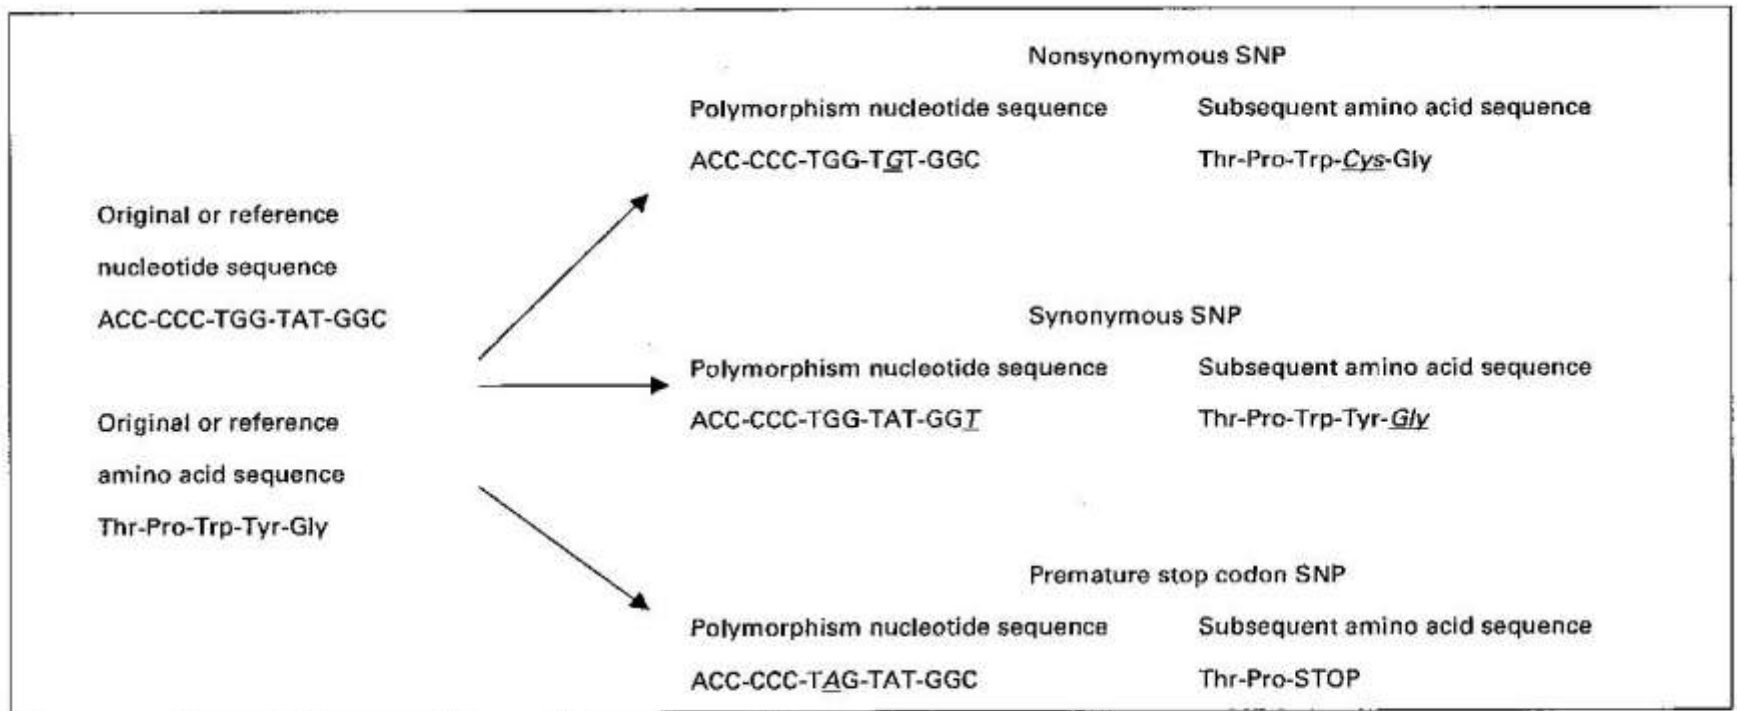 Nonsynonymous SNP
Polymorphism nucleotide sequence
Subsequent amino acid sequence
ACC-CCC-TGG-TGT-GGC
Thr-Pro-Trp-Cys-Gly
Original or reference
nucleotide sequence
ACC-CCC-TGG-TAT-GGC
Original or reference
amino acid sequence
Thr-Pro-Trp-Tyr-Gly
Synonymous SNP
Polymorphism nucleotide sequence
Subsequent amino acid sequence
ACC-CCC-TGG-TAT-GGT
Thr-Pro-Trp-Tyr-Gly
Premature stop codon SNP
Polymorphism nucleotide sequence
Subsequent amino acid sequence
ACC-CCC-TAG-TAT-GGC
Thr-Pro-STOP